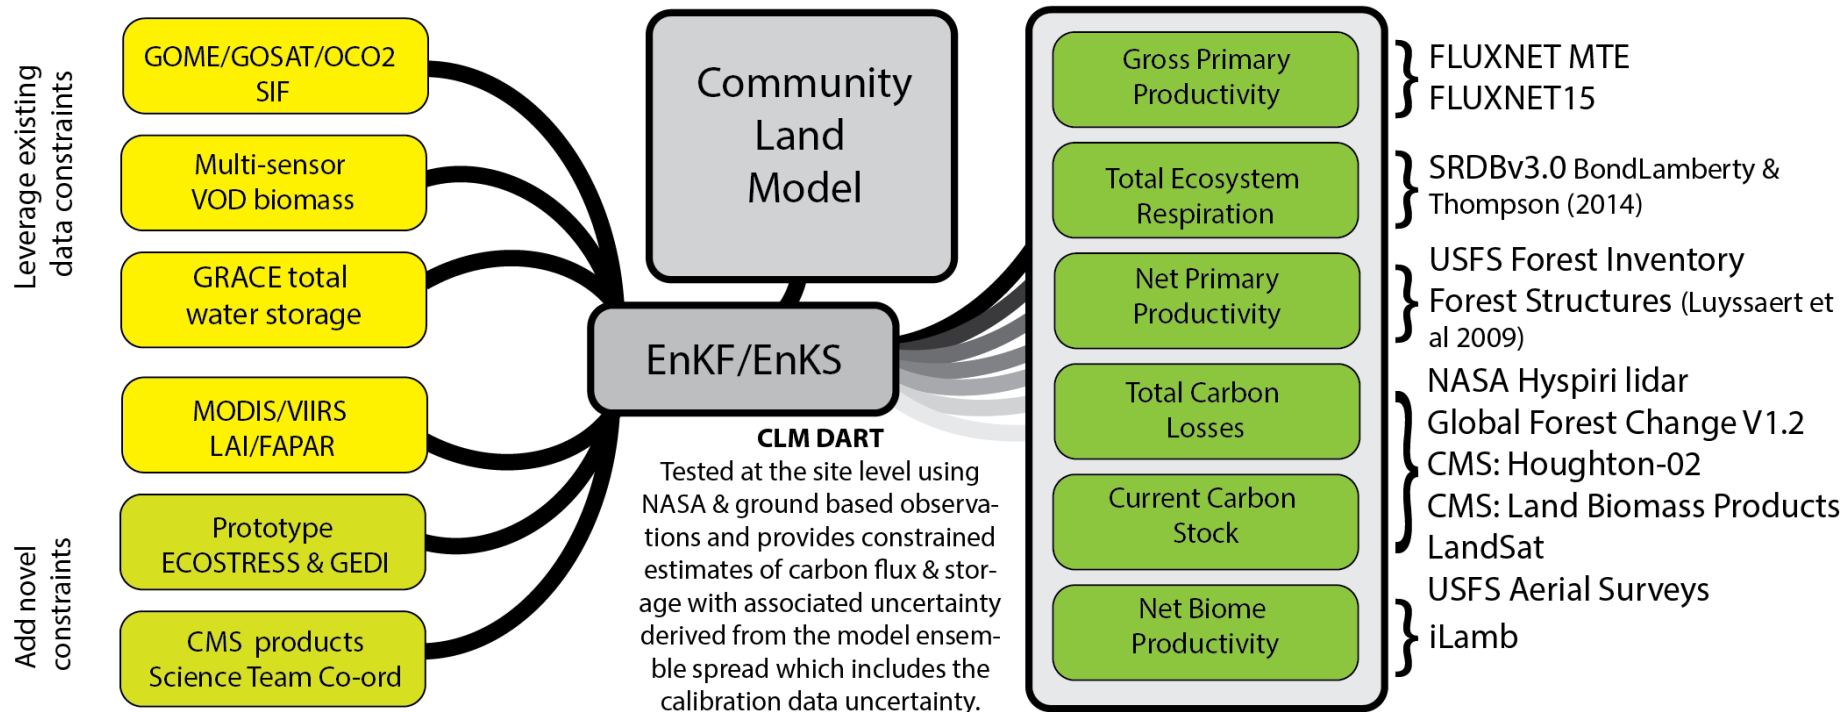 Leverage existing
data constraints
GOME/GOSAT/OCO2
SIF
Multi-sensor
VOD biomass
GRACE total
water storage
MODIS/VIIRS
LAI/FAPAR
Add novel
constraints
Prototype
ECOSTRESS & GEDI
CMS products
Science Team Co-ord
Community
Land
Model
EnKF/EnKS
CLM DART
Tested at the site level using
NASA & ground based observa-
tions and provides constrained
estimates of carbon flux & stor-
age with associated uncertainty
derived from the model ensem-
ble spread which includes the
calibration data uncertainty.
Gross Primary
Productivity
Total Ecosystem
Respiration
Net Primary
Productivity
Total Carbon
Losses
Current Carbon
Stock
Net Biome
Productivity
FLUXNET MTE
FLUXNET15
SRDBv3.0 BondLamberty &
Thompson (2014)
USFS Forest Inventory
Forest Structures (Luyssaert et
al 2009)
NASA Hyspiri lidar
Global Forest Change V1.2
CMS: Houghton-02
CMS: Land Biomass Products
LandSat
USFS Aerial Surveys
iLamb